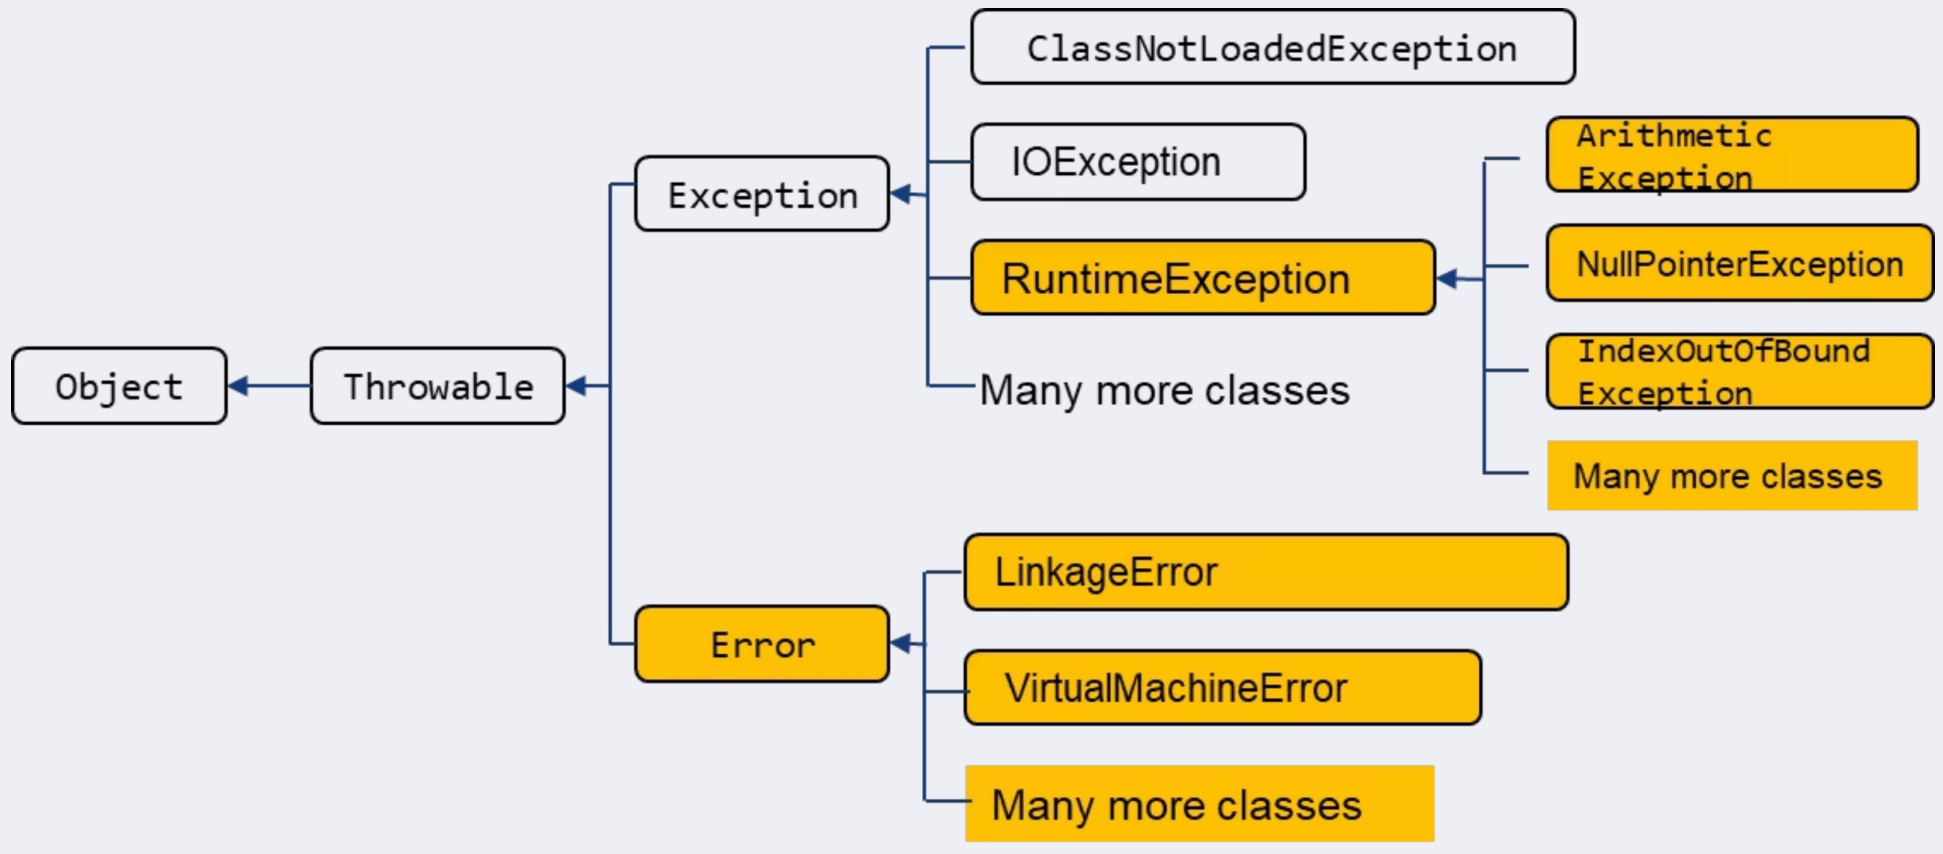 ClassNotLoadedException
IOException
Exception
RuntimeException
Many more classes
Arithmetic
Exception
NullPointerException
IndexOutOfBound
Exception
Many more classes
Object
Throwable
LinkageError
Error
VirtualMachineError
Many more classes